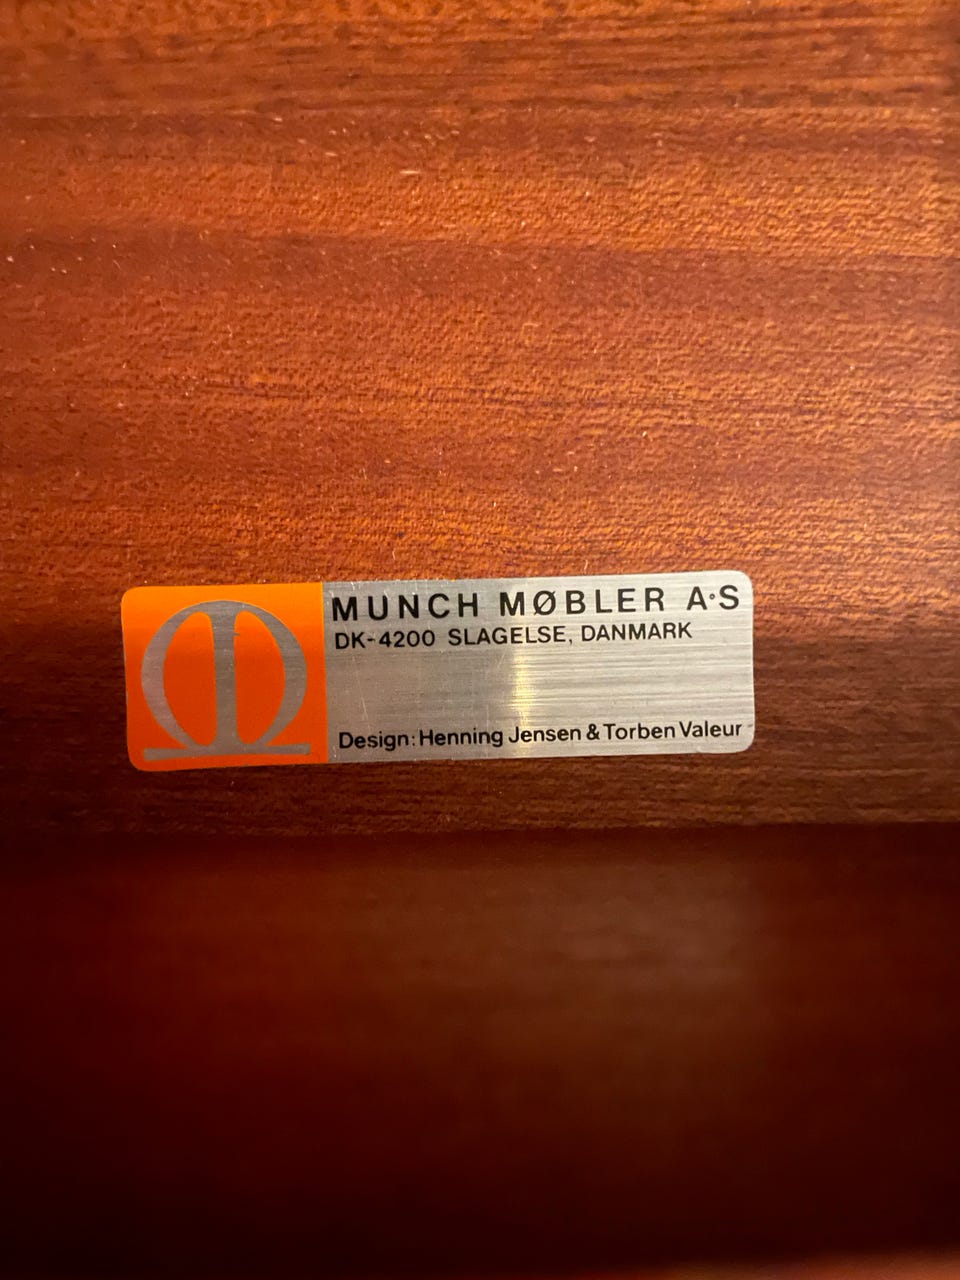 MUNCH MØBLER A·S
DK-4200 SLAGELSE, DANMARK
Design: Henning Jensen & Torben Valeur